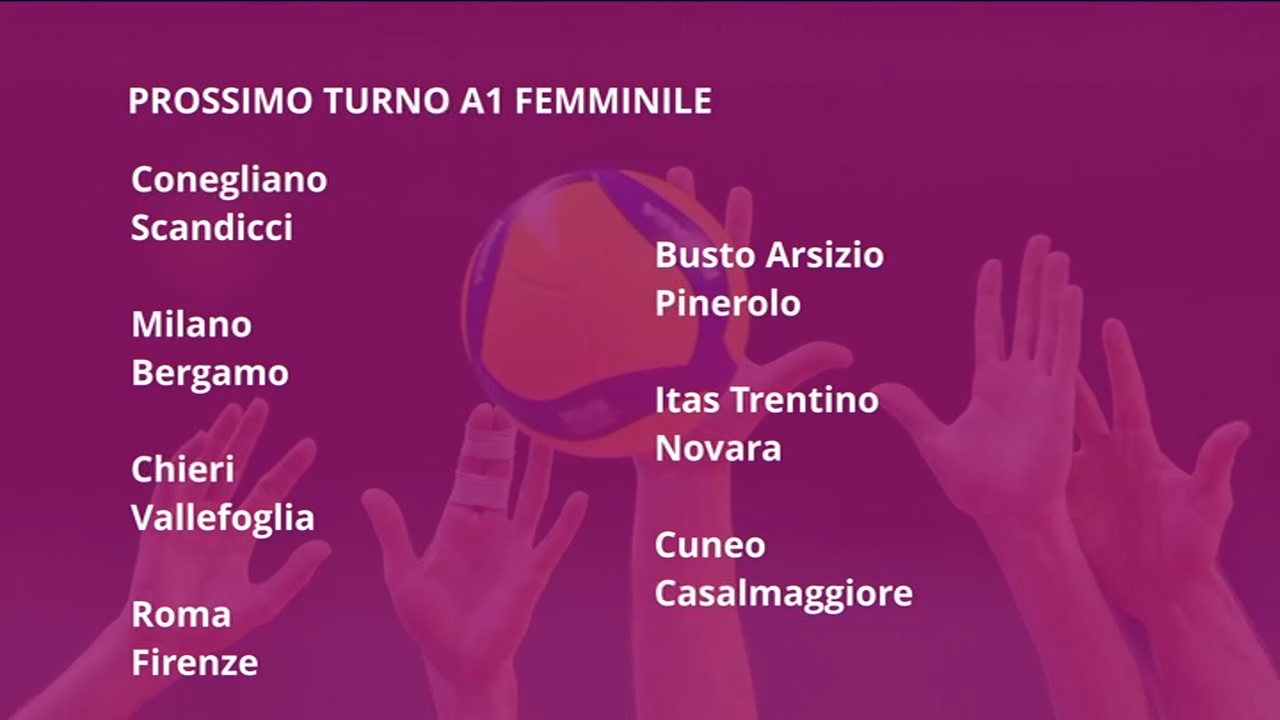 PROSSIMO TURNO A1 FEMMINILE
Conegliano
Scandicci
Milano
Bergamo
Chieri
Vallefoglia
Roma
Firenze
Busto Arsizio
Pinerolo
Itas Trentino
Novara
Cuneo
Casalmaggiore